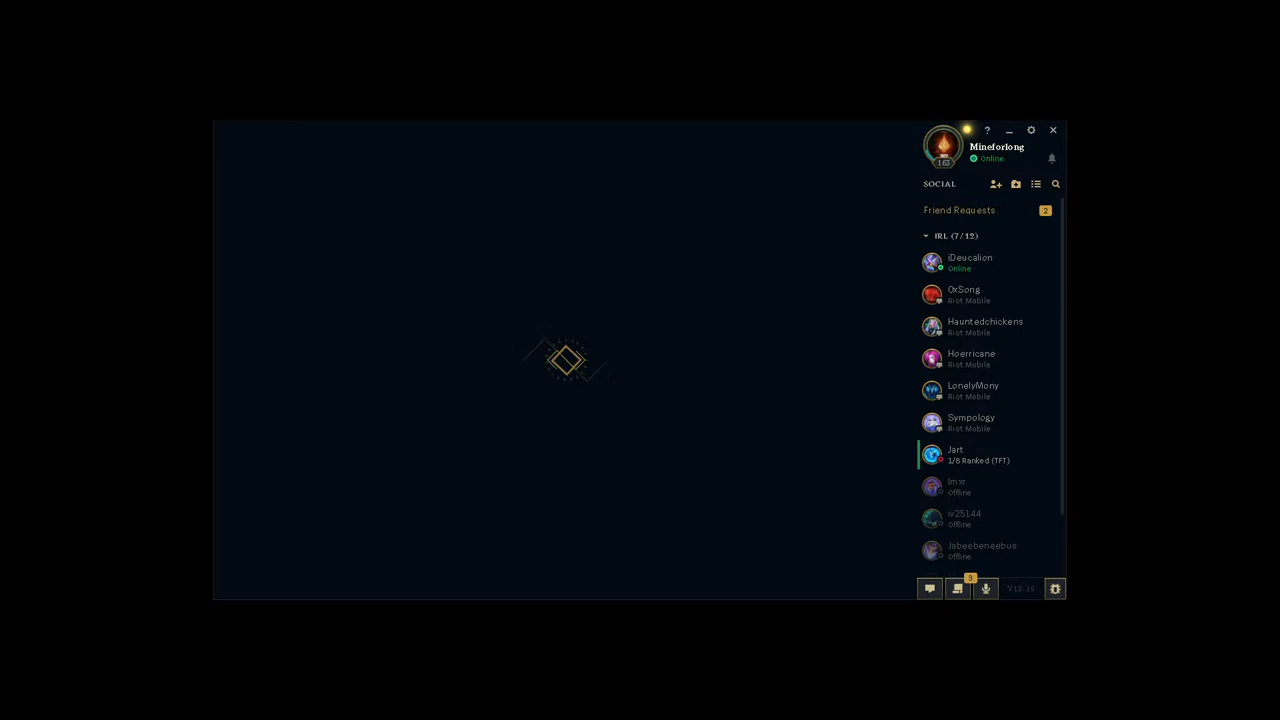 ?
Mineforlong
163
Online
SOCIAL
Friend Requests
2
IRL (7/12)
iDeucalion
Online
0xSong
Riot Mobile
Hauntedchickens
Riot Mobile
Hoerricane
Riot Mobile
LonelyMony
Riot Mobile
Sympology
Riot Mobile
Jart
1/8 Ranked (TFT)
Offline
iv25144
Offline
Jabeebeneebus
Offline
3
V13.19